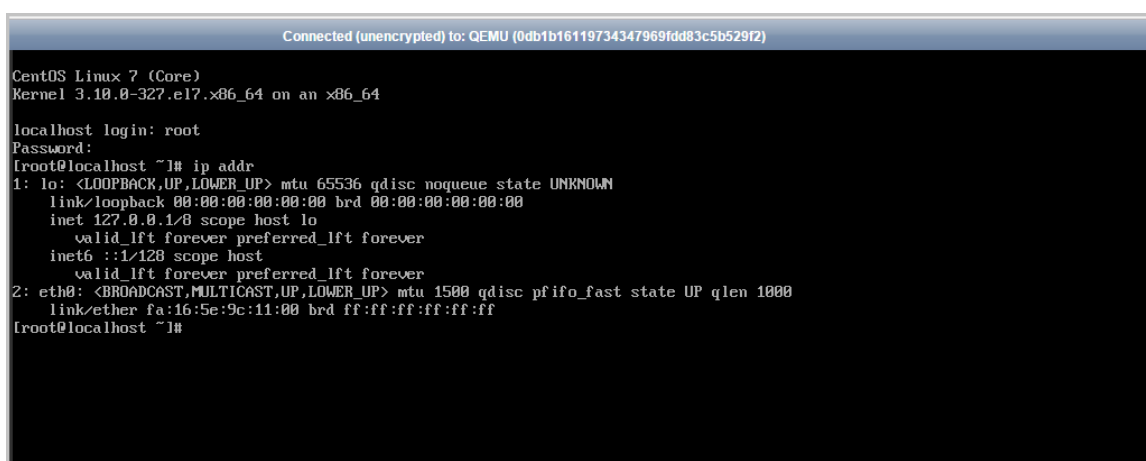 Connected (unencrypted) to: QEMU (0db1b16119734347969fdd83c5b529f2)
CentOS Linux 7 (Core)
Kernel 3.10.0-327.el7.x86_64 on an x86_64
localhost login: root
Password:
[root@localhost ~]# ip addr
1: lo: <LOOPBACK,UP,LOWER_UP> mtu 65536 qdisc noqueue state UNKNOWN
    link/loopback 00:00:00:00:00:00 brd 00:00:00:00:00:00
    inet 127.0.0.1/8 scope host lo
       valid_lft forever preferred_lft forever
    inet6 ::1/128 scope host
       valid_lft forever preferred_lft forever
2: eth0: <BROADCAST,MULTICAST,UP,LOWER_UP> mtu 1500 qdisc pfifo_fast state UP qlen 1000
    link/ether fa:16:5e:9c:11:00 brd ff:ff:ff:ff:ff:ff
[root@localhost ~]#